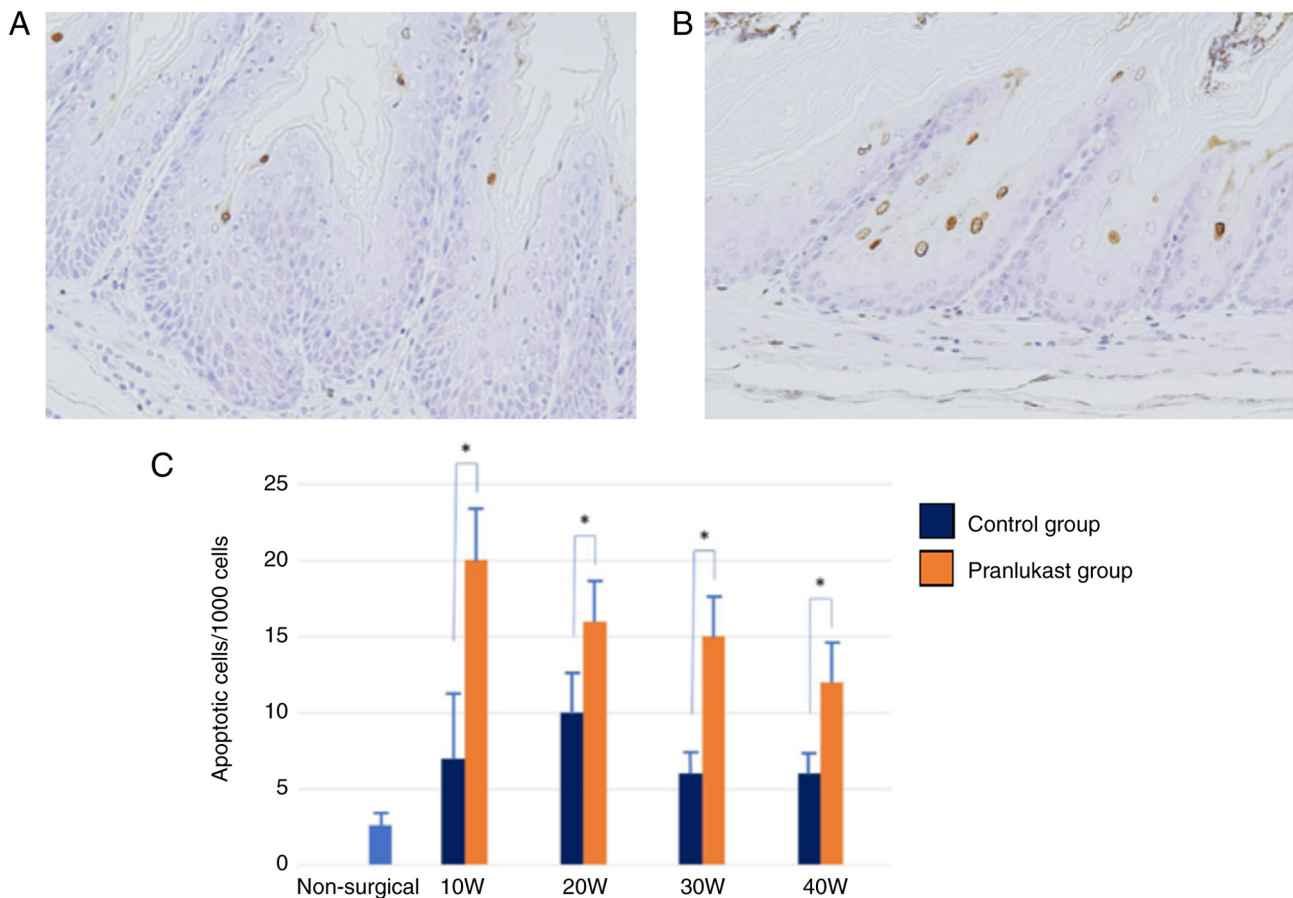 A
B
C
Apoptotic cells/1000 cells
25
20
15
10
5
0
*
*
*
*
Non-surgical 10W 20W 30W 40W
Control group
Pranlukast group